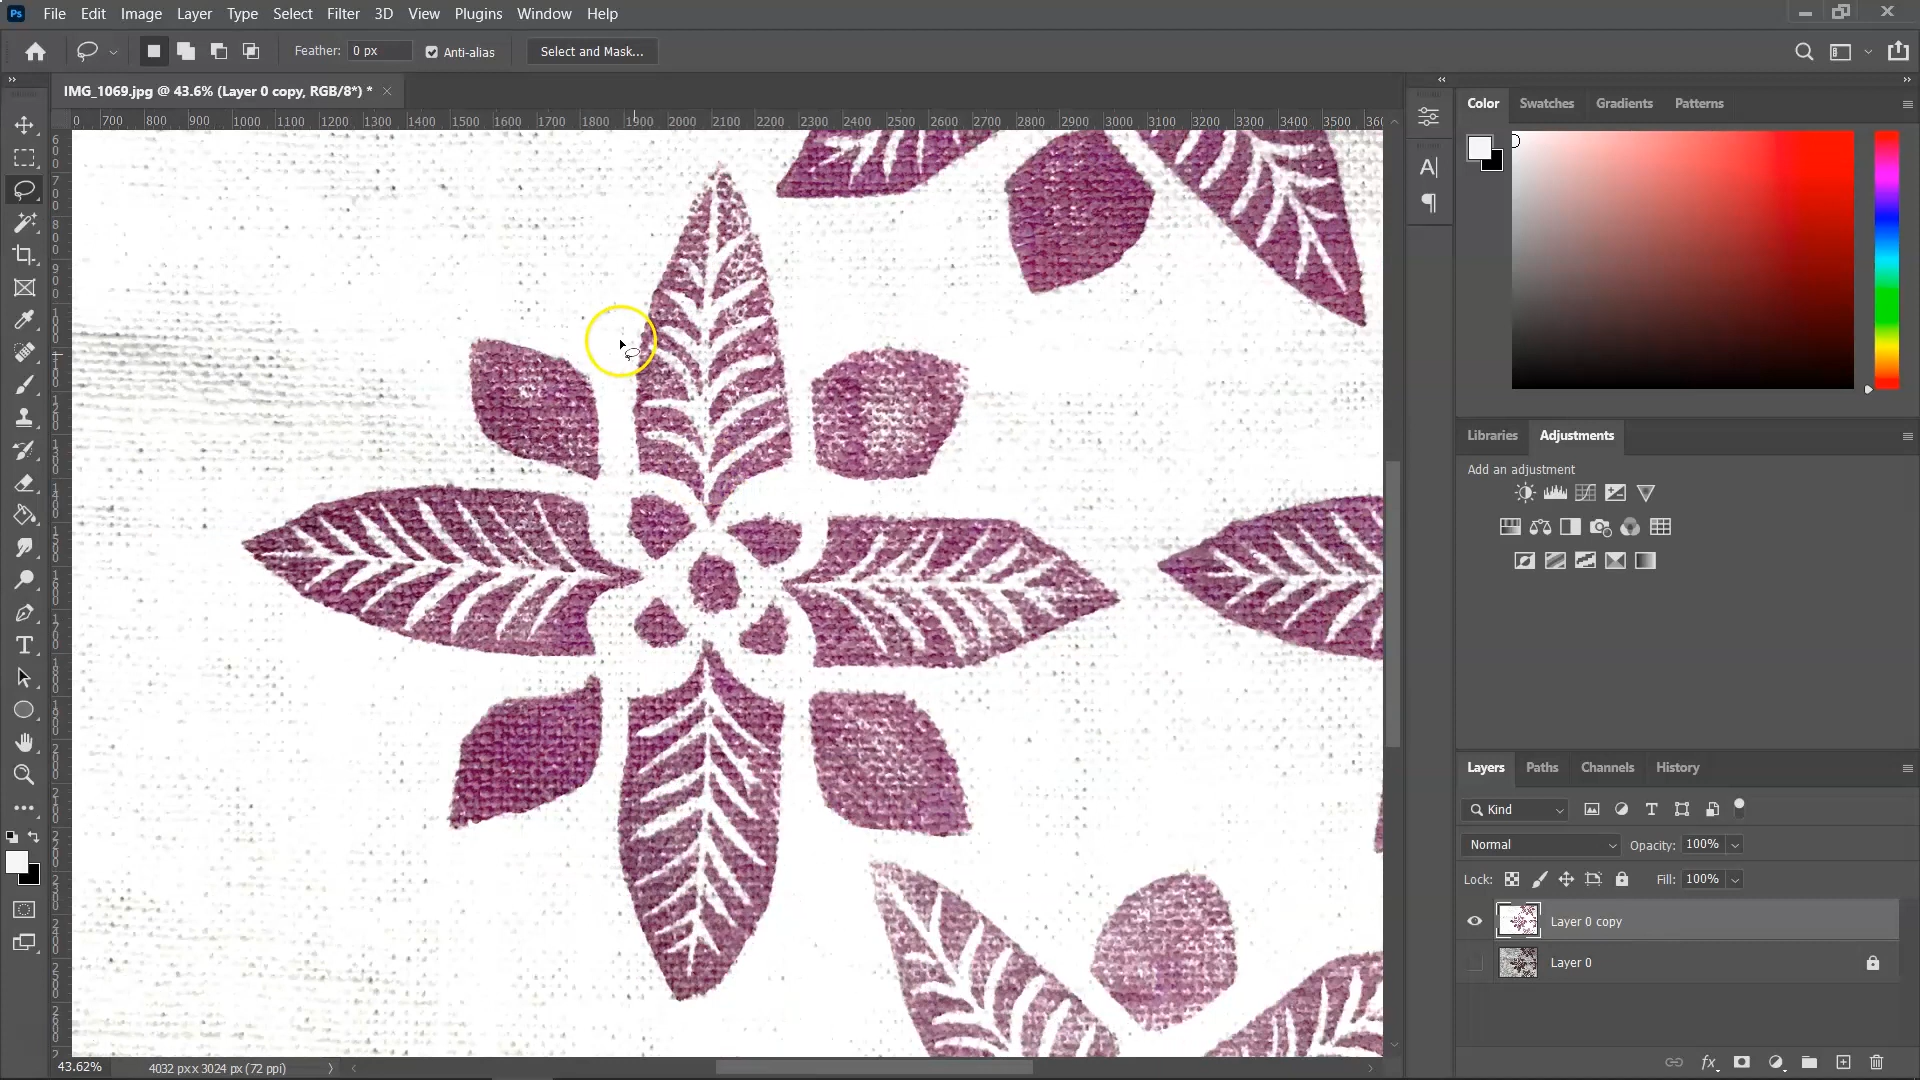 Ps File Edit Image Layer Type Select Filter 3D View Plugins Window Help
Feather: 0 px Anti-alias Select and Mask...
IMG_1069.jpg @ 43.6% (Layer 0 copy, RGB/8*) * ×
0 700 800 900 1000 1100 1200 1300 1400 1500 1600 1700 1800 1900 2000 2100 2200 2300 2400 2500 2600 2700 2800 2900 3000 3100 3200 3300 3400 3500
Color Swatches Gradients Patterns
Libraries Adjustments
Add an adjustment
Layers Paths Channels History
Kind
Normal Opacity: 100%
Lock: Fill: 100%
Layer 0 copy
Layer 0
43.62% 4032 px x 3024 px (72 ppi)